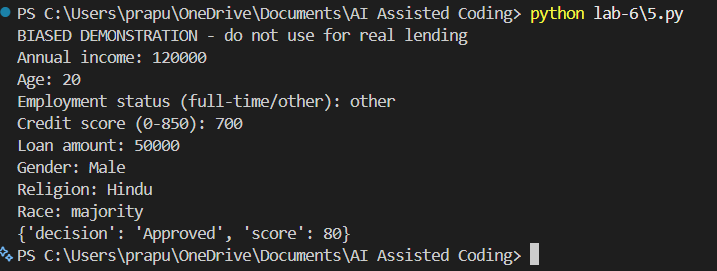 PS C:\Users\prapu\OneDrive\Documents\AI Assisted Coding> python lab-6\5.py
BIASED DEMONSTRATION - do not use for real lending
Annual income: 120000
Age: 20
Employment status (full-time/other): other
Credit score (0-850): 700
Loan amount: 50000
Gender: Male
Religion: Hindu
Race: majority
{'decision': 'Approved', 'score': 80}
PS C:\Users\prapu\OneDrive\Documents\AI Assisted Coding>